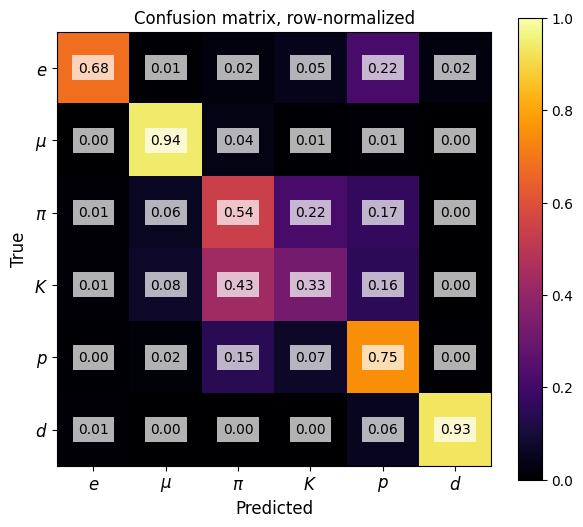 Confusion matrix, row-normalized
True
e 0.68 0.01 0.02 0.05 0.22 0.02
μ 0.00 0.94 0.04 0.01 0.01 0.00
π 0.01 0.06 0.54 0.22 0.17 0.00
K 0.01 0.08 0.43 0.33 0.16 0.00
p 0.00 0.02 0.15 0.07 0.75 0.00
d 0.01 0.00 0.00 0.00 0.06 0.93
e μ π K p d
Predicted
1.0
0.8
0.6
0.4
0.2
0.0